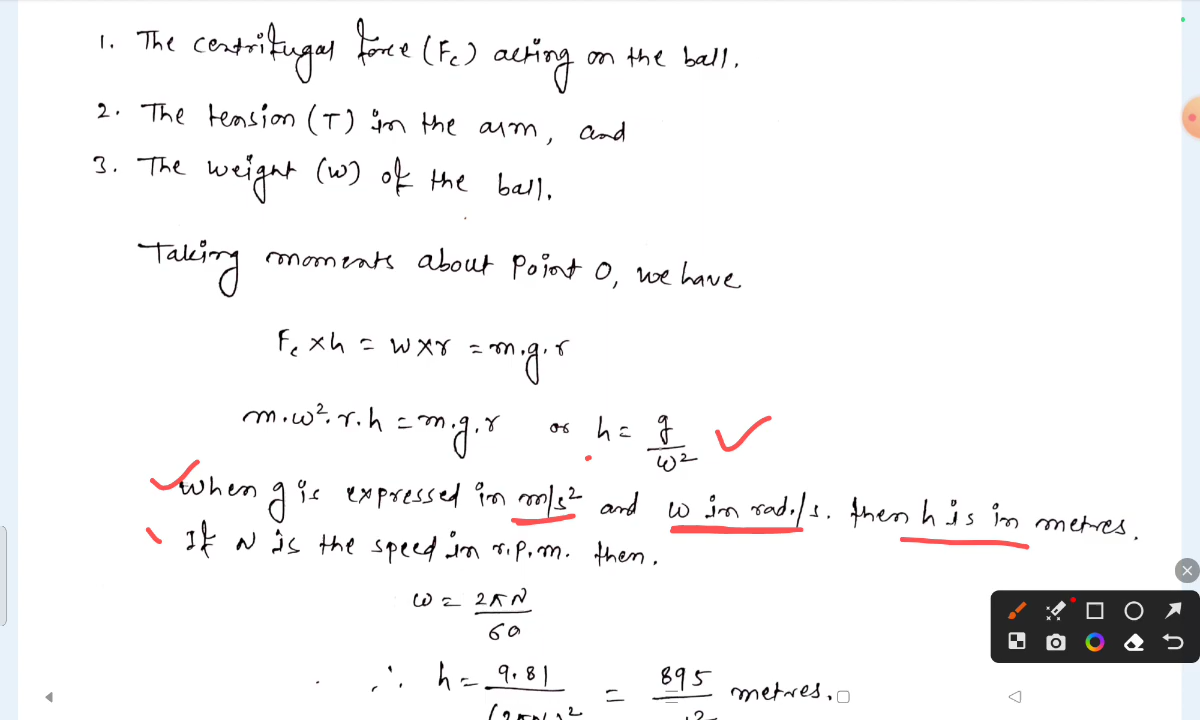 1. The centrifugal force (Fc) acting on the ball.
2. The tension (T) in the arm, and
3. The weight (w) of the ball.
Taking moments about point O, we have
Fc × h = w × r = m.g.r
m.ω².r.h = m.g.r or h = g/ω²
when g is expressed in m/s² and ω in rad./s. then h is in metres.
If N is the speed in r.p.m. then.
ω = 2πN/60
∴ h = 9.81/(2πN = 895 metres.